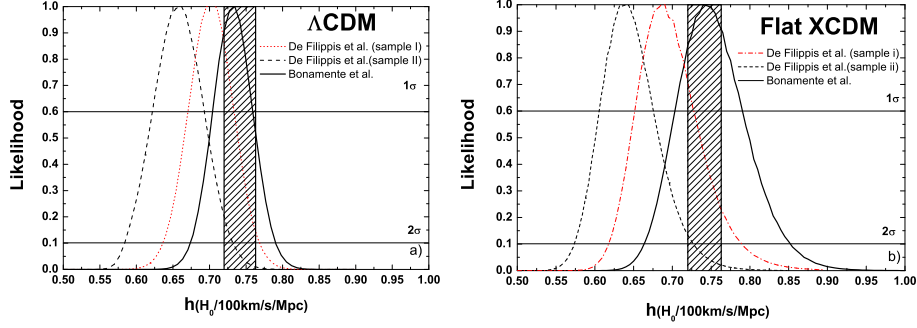 ΛCDM
De Filippis et al. (sample I)
De Filippis et al.(sample II)
Bonamente et al.
1σ
2σ
a)
Likelihood
1.0
0.9
0.8
0.7
0.6
0.5
0.4
0.3
0.2
0.1
0.0
0.50 0.55 0.60 0.65 0.70 0.75 0.80 0.85 0.90 0.95 1.00
h(H₀/100km/s/Mpc)
Flat XCDM
De Filippis et al. (sample i)
De Filippis et al.(sample ii)
Bonamente et al.
1σ
2σ
b)
Likelihood
1.0
0.9
0.8
0.7
0.6
0.5
0.4
0.3
0.2
0.1
0.0
0.50 0.55 0.60 0.65 0.70 0.75 0.80 0.85 0.90 0.95 1.00
h(H₀/100km/s/Mpc)